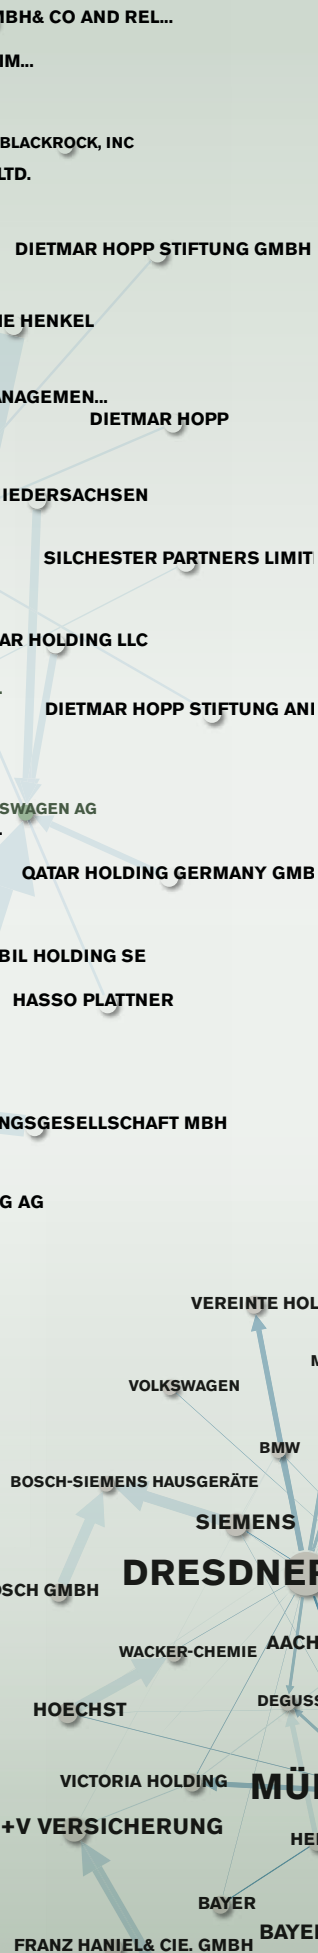 MBH& CO AND REL...
IM...
BLACKROCK, INC
LTD.
DIETMAR HOPP STIFTUNG GMBH
IE HENKEL
ANAGEMEN...
DIETMAR HOPP
IEDERSACHSEN
SILCHESTER PARTNERS LIMIT
AR HOLDING LLC
DIETMAR HOPP STIFTUNG AN
SWAGEN AG
QATAR HOLDING GERMANY GMB
BIL HOLDING SE
HASSO PLATTNER
NGSGESELLSCHAFT MBH
G AG
VEREINTE HOL
VOLKSWAGEN
BMW
BOSCH-SIEMENS HAUSGERÄTE
SIEMENS
DRESDNER
OSCH GMBH
AACH
WACKER-CHEMIE
DEGUSS
HOECHST
VICTORIA HOLDING
MÜ
+V VERSICHERUNG
HE
BAYER
BAYE
FRANZ HANIEL& CIE. GMBH